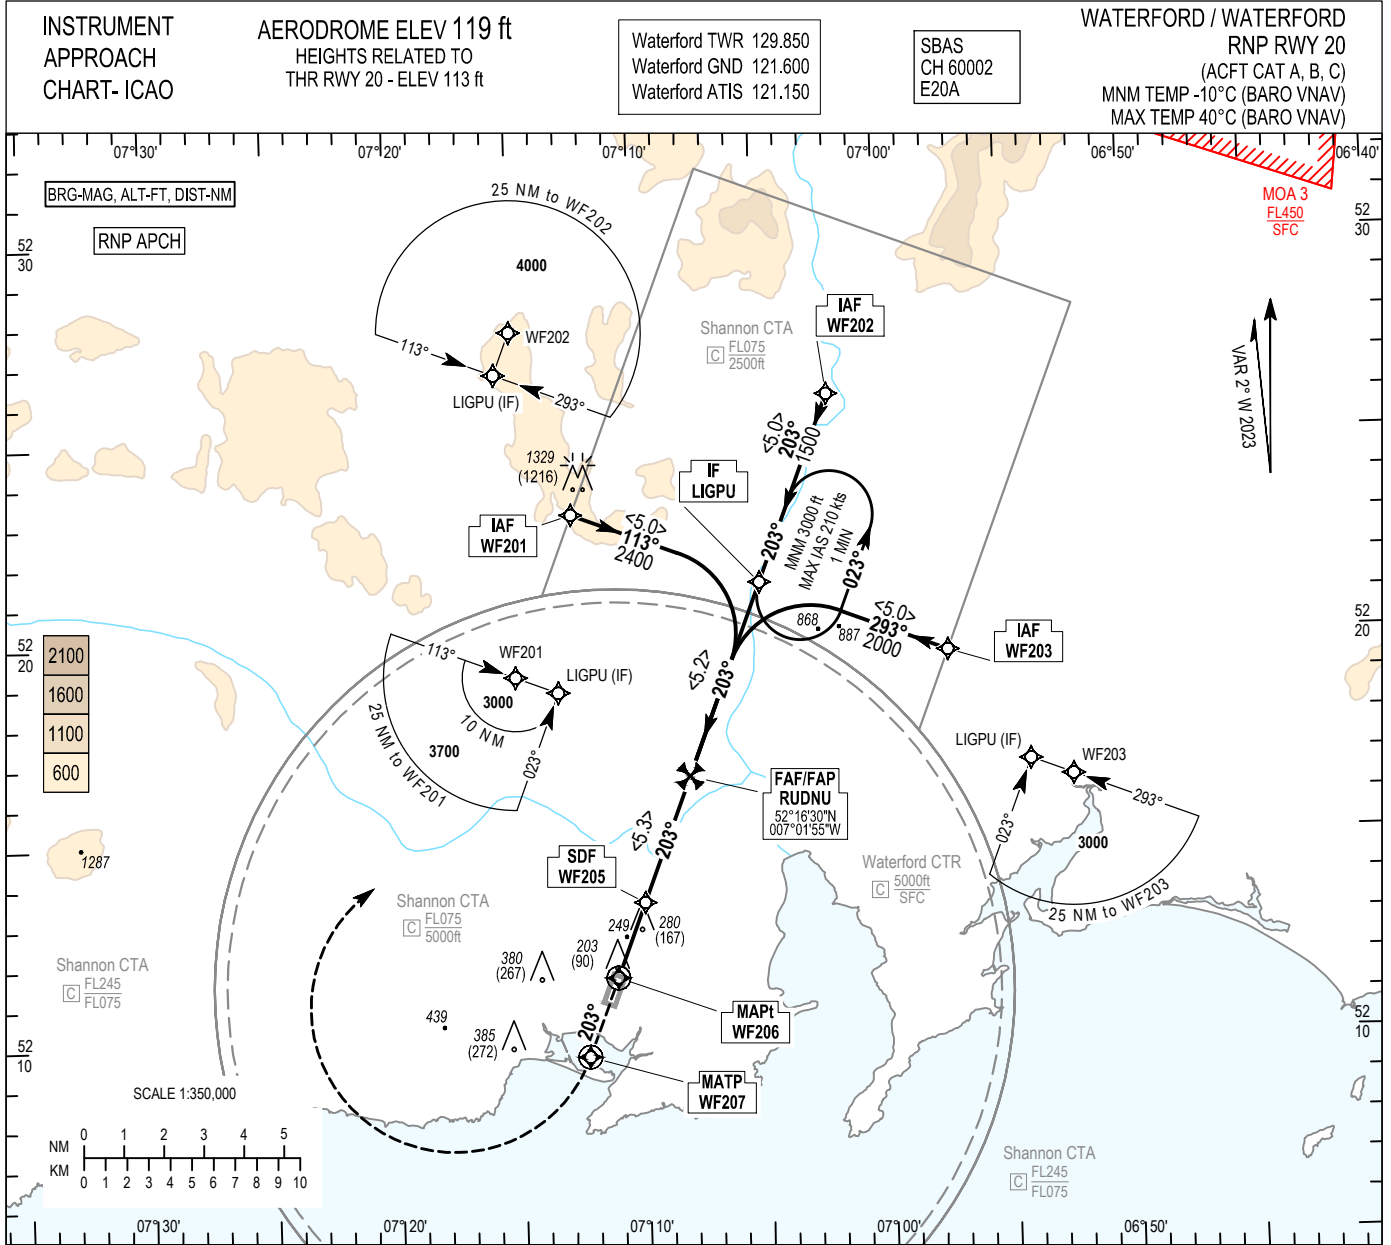 INSTRUMENT
APPROACH
CHART- ICAO
AERODROME ELEV 119 ft
HEIGHTS RELATED TO
THR RWY 20 - ELEV 113 ft
Waterford TWR 129.850
Waterford GND 121.600
Waterford ATIS 121.150
SBAS
CH 60002
E20A
WATERFORD / WATERFORD
RNP RWY 20
(ACFT CAT A, B, C)
MNM TEMP -10°C (BARO VNAV)
MAX TEMP 40°C (BARO VNAV)
07°30' 07°20' 07°10' 07°00' 06°50' 06°40'
BRG-MAG, ALT-FT, DIST-NM
RNP APCH
MOA 3
FL450
SFC
52
30
52
30
25 NM to WF202
4000
WF202
113°
LIGPU (IF)
293°
Shannon CTA
C FL075
2500ft
IAF
WF202
VAR 2° W 2023
<5.0>
203°
1500
1329
(1216)
IF
LIGPU
IAF
WF201
<5.0>
113°
2400
203°
MNM 3000 ft
MAX IAS 210 kts
1 MIN
023°
868
887
<5.0>
293°
2000
IAF
WF203
52
20
52
20
2100
1600
1100
600
113°
WF201
LIGPU (IF)
3000
10 NM
3700
25 NM to WF201
023°
<5.2>
203°
LIGPU (IF)
WF203
293°
023°
3000
25 NM to WF203
FAF/FAP
RUDNU
52°16'30"N
007°01'55"W
<5.3>
203°
SDF
WF205
1287
Waterford CTR
C 5000ft
SFC
Shannon CTA
C FL075
5000ft
249
280
(167)
203
(90)
380
(267)
Shannon CTA
C FL245
FL075
439
385
(272)
203°
MAPt
WF206
MATP
WF207
52
10
52
10
SCALE 1:350,000
NM 0 1 2 3 4 5
KM 0 1 2 3 4 5 6 7 8 9 10
Shannon CTA
C FL245
FL075
07°30' 07°20' 07°10' 07°00' 06°50'